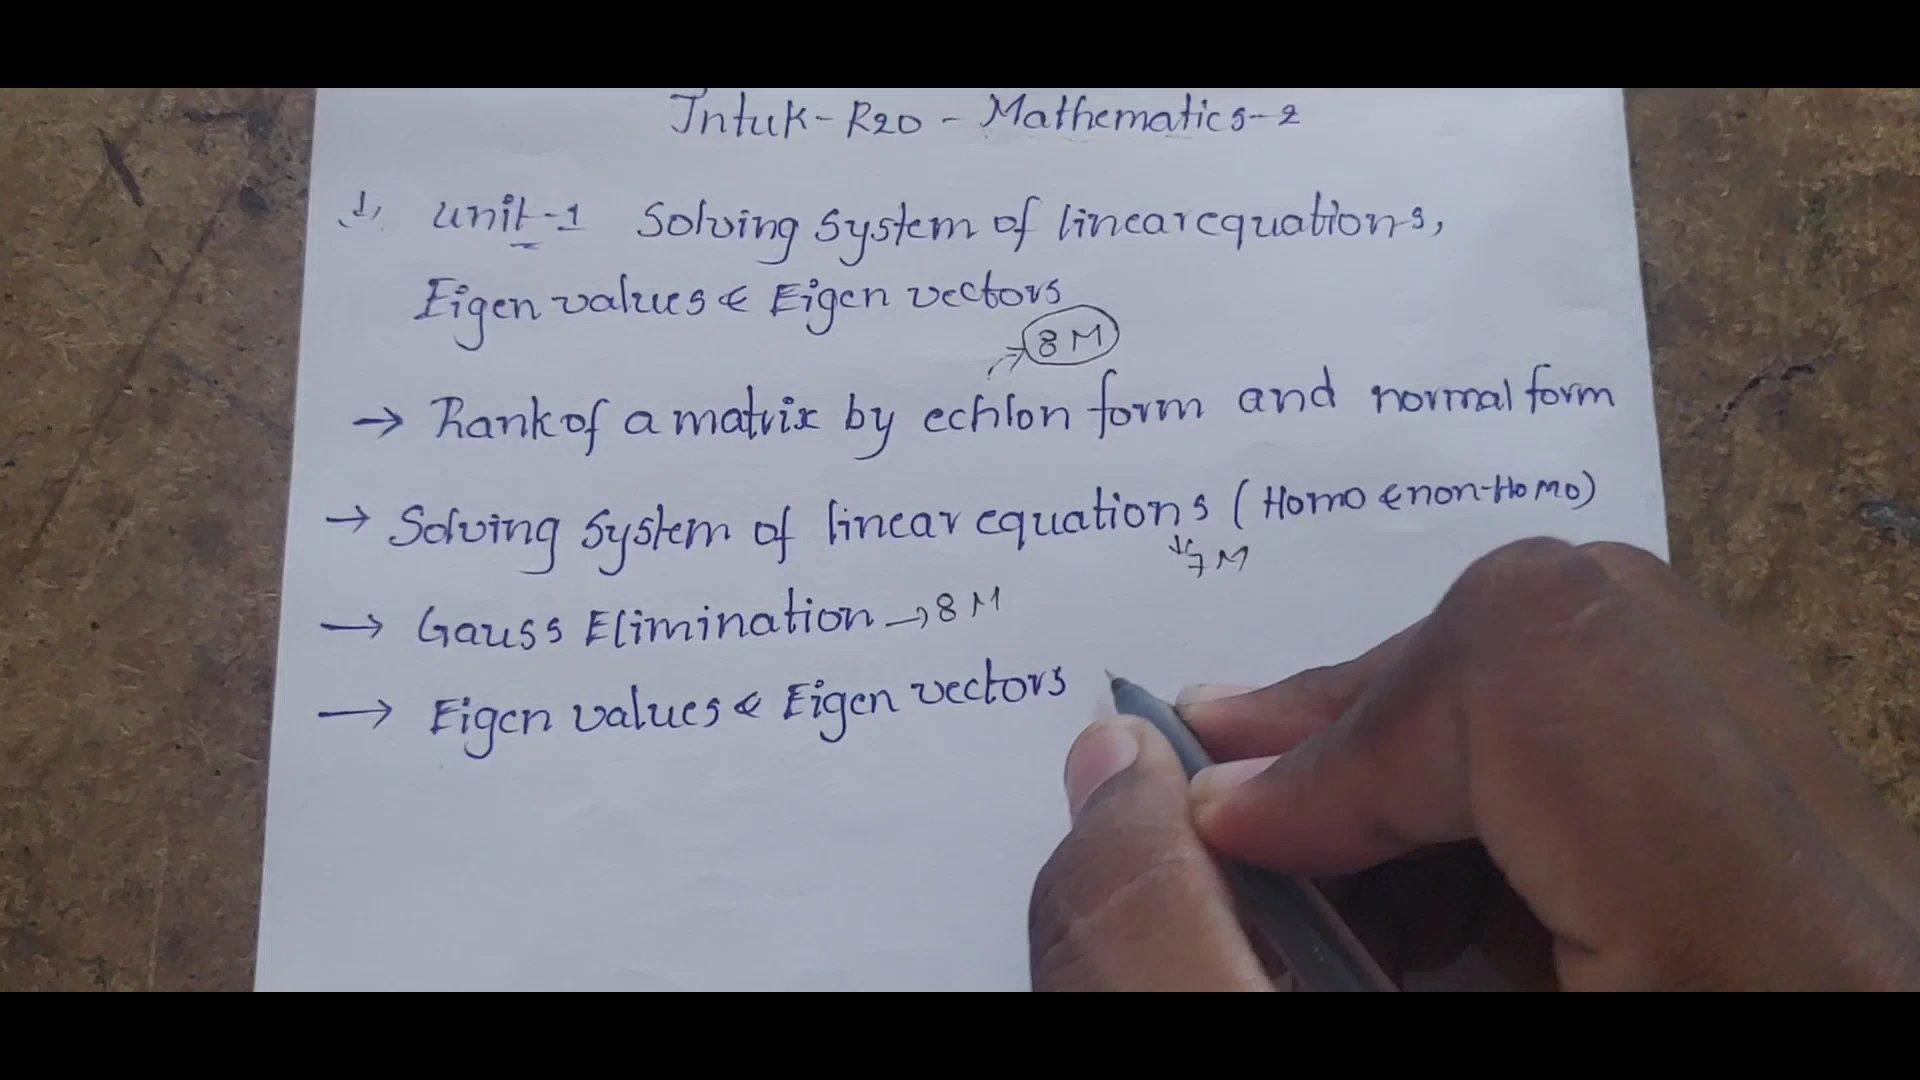 Jntuk-R20 - Mathematics-2
1, unit-1 Solving system of linear equations,
Eigen values & Eigen vectors
→ 8 M
→ Rank of a matrix by echlon form and normal form
→ Solving system of linear equations (Homo & non-Homo)
↓ 7 M
→ Gauss Elimination → 8 M
→ Eigen values & Eigen vectors